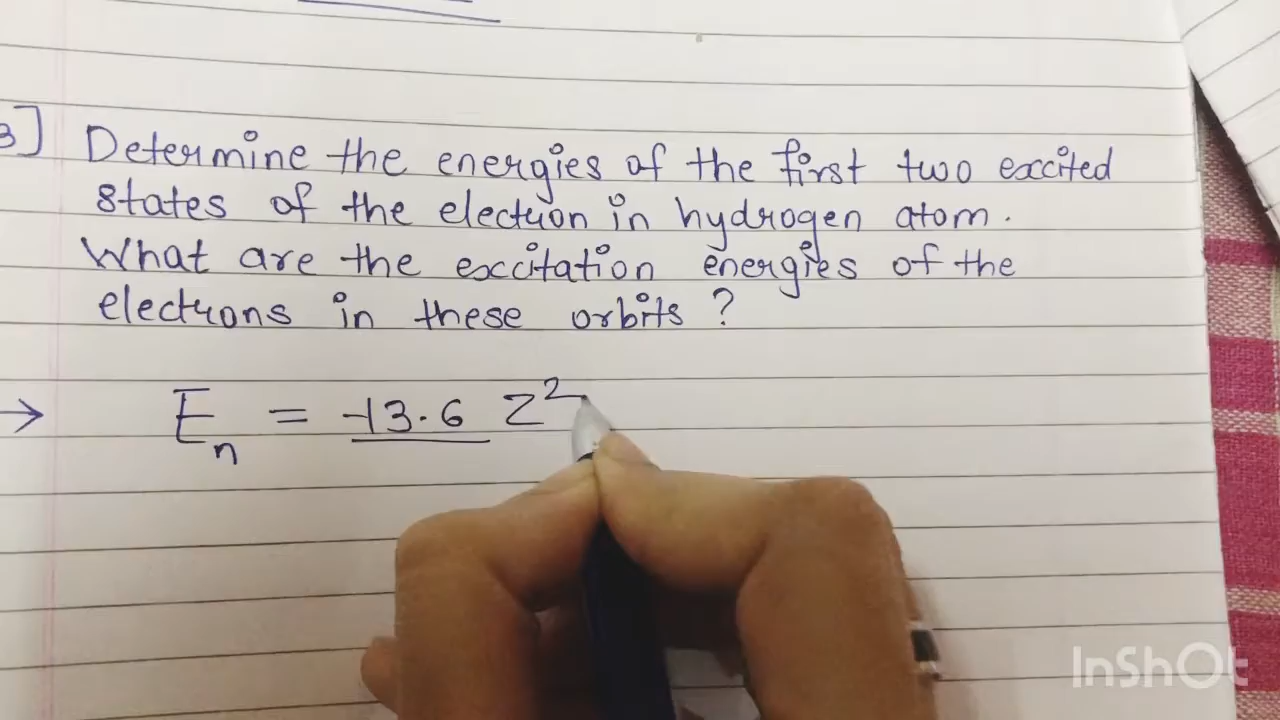 3] Determine the energies of the first two excited
states of the electron in hydrogen atom.
What are the excitation energies of the
electrons in these orbits ?
→ Eₙ = -13.6 Z²
InShOt